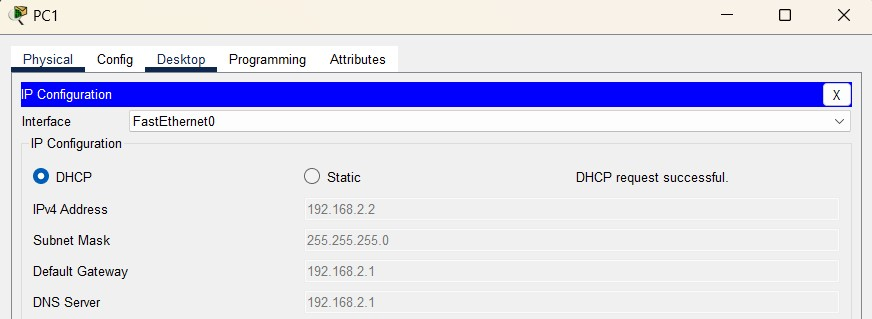 PC1
Physical Config Desktop Programming Attributes
IP Configuration X
Interface FastEthernet0
IP Configuration
DHCP Static DHCP request successful.
IPv4 Address 192.168.2.2
Subnet Mask 255.255.255.0
Default Gateway 192.168.2.1
DNS Server 192.168.2.1